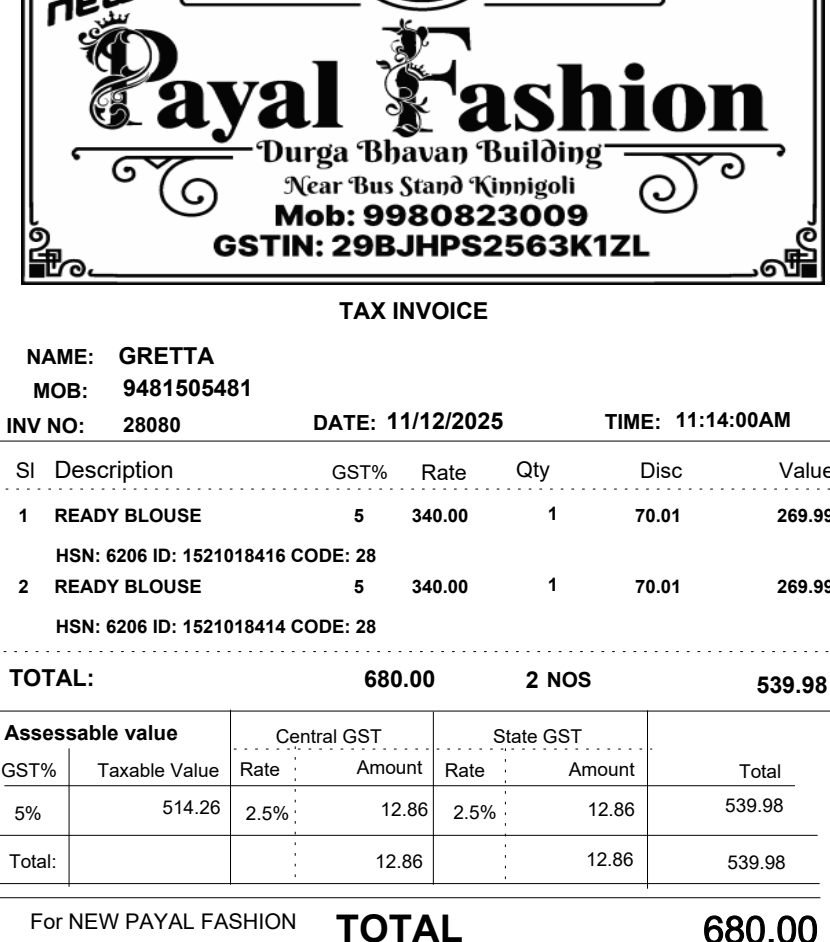 new
Payal Fashion
Durga Bhavan Building
Near Bus Stand Kinnigoli
Mob: 9980823009
GSTIN: 29BJHPS2563K1ZL
TAX INVOICE
NAME: GRETTA
MOB: 9481505481
INV NO: 28080 DATE: 11/12/2025 TIME: 11:14:00AM
Sl Description GST% Rate Qty Disc Value
1 READY BLOUSE 5 340.00 1 70.01 269.99
HSN: 6206 ID: 1521018416 CODE: 28
2 READY BLOUSE 5 340.00 1 70.01 269.99
HSN: 6206 ID: 1521018414 CODE: 28
TOTAL: 680.00 2 NOS 539.98
Assessable value Central GST State GST
GST% Taxable Value Rate Amount Rate Amount Total
5% 514.26 2.5% 12.86 2.5% 12.86 539.98
Total: 12.86 12.86 539.98
For NEW PAYAL FASHION TOTAL 680.00